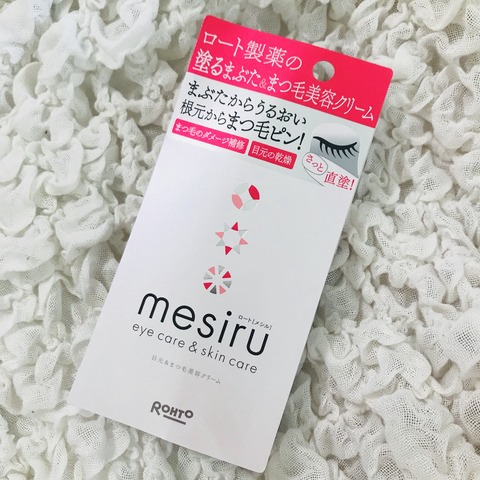 ロート製薬の
塗るまぶた&まつ毛美容クリーム
まぶたからうるおい
根元からまつ毛ピン!
まつ毛のダメージ補修 目元の乾燥
さっと
直塗!
ロート[メシル]
mesiru
eye care & skin care
目元&まつ毛美容クリーム
ROHTO